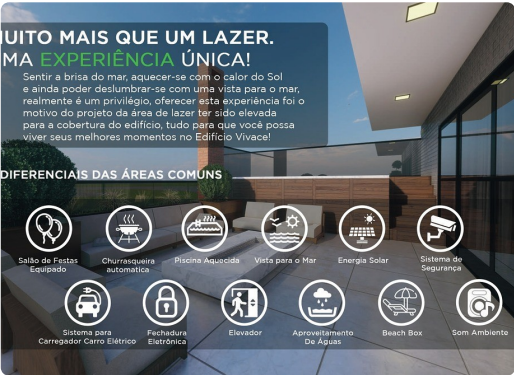 MUITO MAIS QUE UM LAZER.
UMA EXPERIÊNCIA ÚNICA!
Sentir a brisa do mar, aquecer-se com o calor do Sol
e ainda poder deslumbrar-se com uma vista para o mar,
realmente é um privilégio, oferecer esta experiência foi o
motivo do projeto da área de lazer ter sido elevada
para a cobertura do edifício, tudo para que você possa
viver seus melhores momentos no Edifício Vivace!
DIFERENCIAIS DAS ÁREAS COMUNS
Salão de Festas
Equipado
Churrasqueira
automatica
Piscina Aquecida
Vista para o Mar
Energia Solar
Sistema de
Segurança
Sistema para
Carregador Carro Elétrico
Fechadura
Eletrônica
Elevador
Aproveitamento
De Águas
Beach Box
Som Ambiente